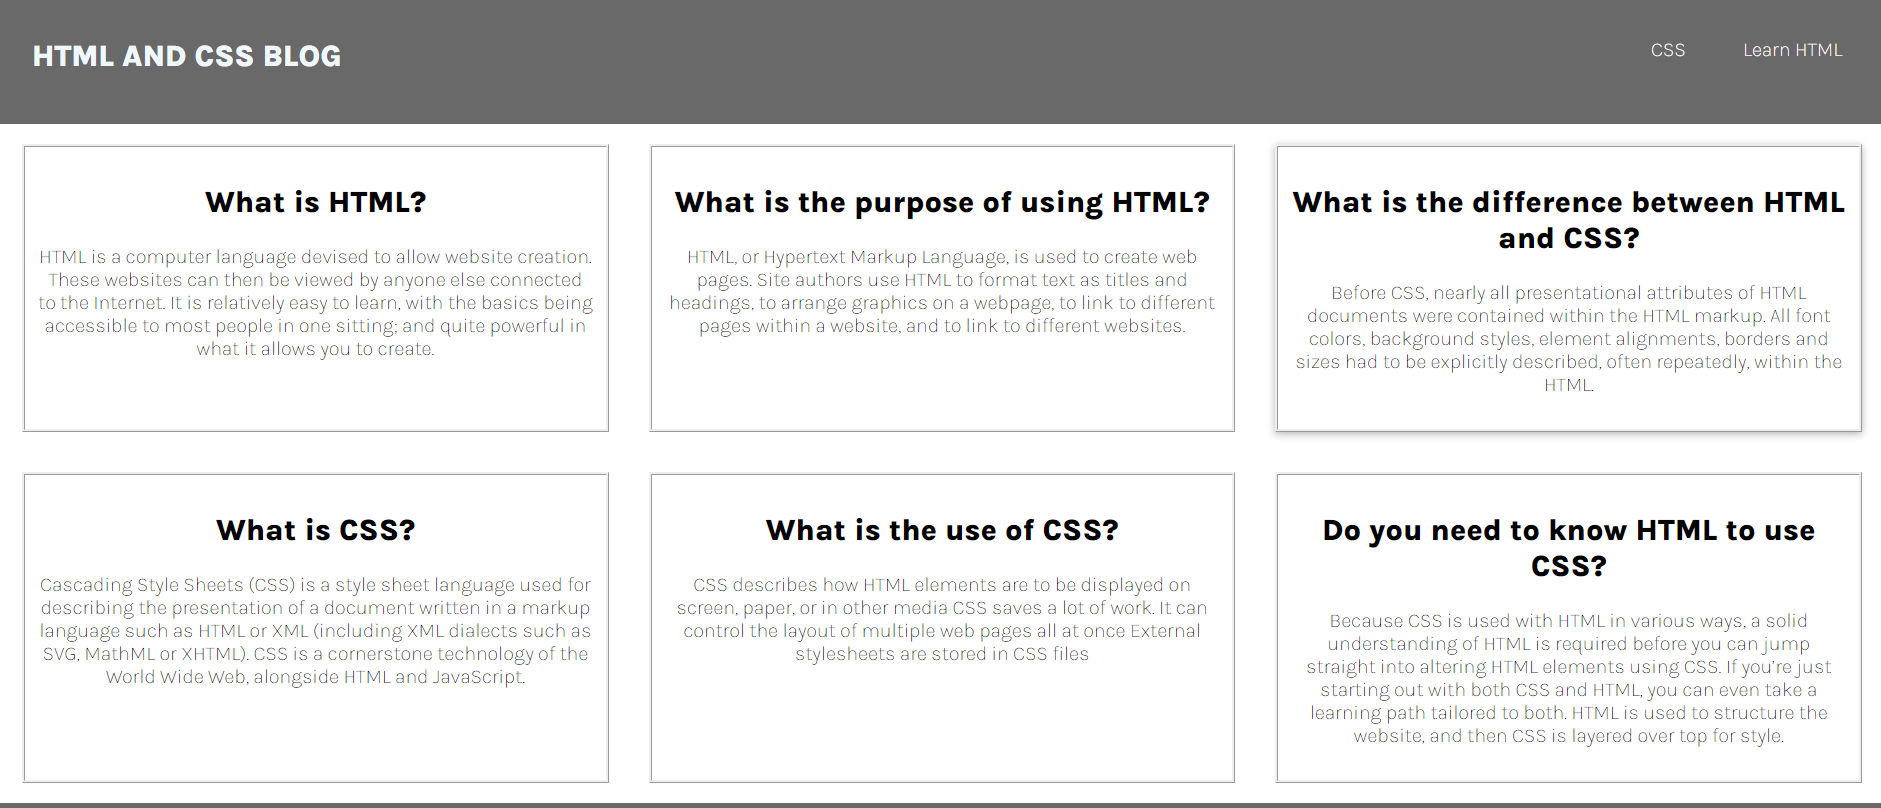 HTML AND CSS BLOG
CSS
Learn HTML
What is HTML?
HTML is a computer language devised to allow website creation.
These websites can then be viewed by anyone else connected
to the Internet. It is relatively easy to learn, with the basics being
accessible to most people in one sitting; and quite powerful in
what it allows you to create.
What is the purpose of using HTML?
HTML, or Hypertext Markup Language, is used to create web
pages. Site authors use HTML to format text as titles and
headings, to arrange graphics on a webpage, to link to different
pages within a website, and to link to different websites.
What is the difference between HTML
and CSS?
Before CSS, nearly all presentational attributes of HTML
documents were contained within the HTML markup. All font
colors, background styles, element alignments, borders and
sizes had to be explicitly described, often repeatedly, within the
HTML.
What is CSS?
Cascading Style Sheets (CSS) is a style sheet language used for
describing the presentation of a document written in a markup
language such as HTML or XML (including XML dialects such as
SVG, MathML or XHTML). CSS is a cornerstone technology of the
World Wide Web, alongside HTML and JavaScript.
What is the use of CSS?
CSS describes how HTML elements are to be displayed on
screen, paper, or in other media CSS saves a lot of work. It can
control the layout of multiple web pages all at once External
stylesheets are stored in CSS files
Do you need to know HTML to use
CSS?
Because CSS is used with HTML in various ways, a solid
understanding of HTML is required before you can jump
straight into altering HTML elements using CSS. If you're just
starting out with both CSS and HTML, you can even take a
learning path tailored to both. HTML is used to structure the
website, and then CSS is layered over top for style.